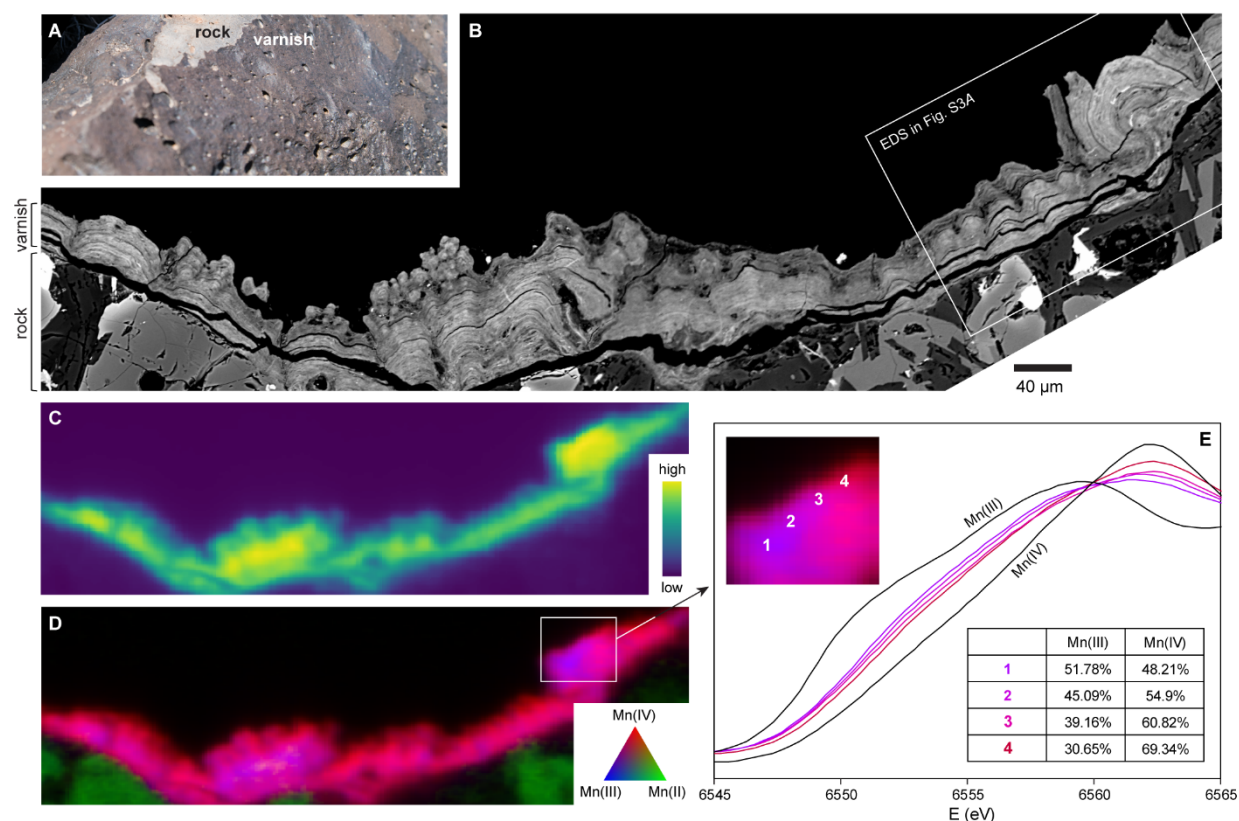 A
rock
varnish
B
EDS in Fig. S3A
varnish
rock
40 µm
C
high
low
D
Mn(IV)
Mn(III) Mn(II)
E
1
2
3
4
Mn(III)
Mn(IV)
Mn(III) Mn(IV)
1 51.78% 48.21%
2 45.09% 54.9%
3 39.16% 60.82%
4 30.65% 69.34%
6545 6550 6555 6560 6565
E (eV)